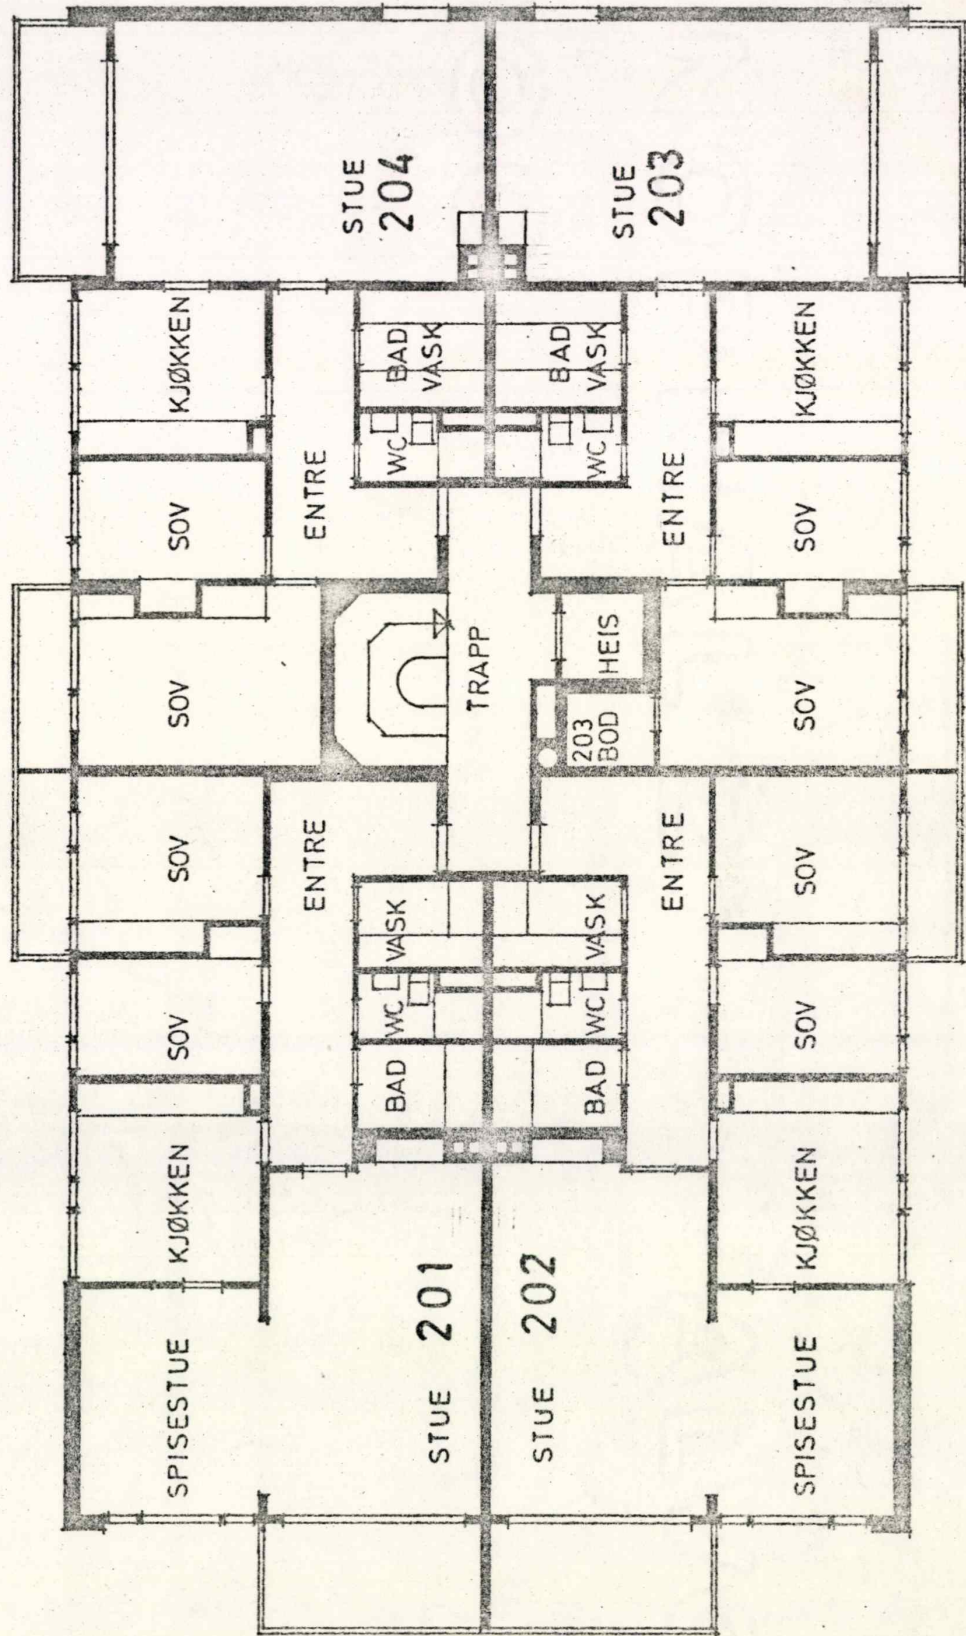 STUE
204
STUE
203
KJØKKEN
BAD
VASK
BAD
VASK
KJØKKEN
SOV
ENTRE
WC
WC
ENTRE
SOV
SOV
TRAPP
HEIS
SOV
203
BOD
SOV
ENTRE
VASK
VASK
ENTRE
SOV
SOV
WC
WC
SOV
BAD
BAD
KJØKKEN
KJØKKEN
SPISESTUE
STUE 201
STUE 202
SPISESTUE